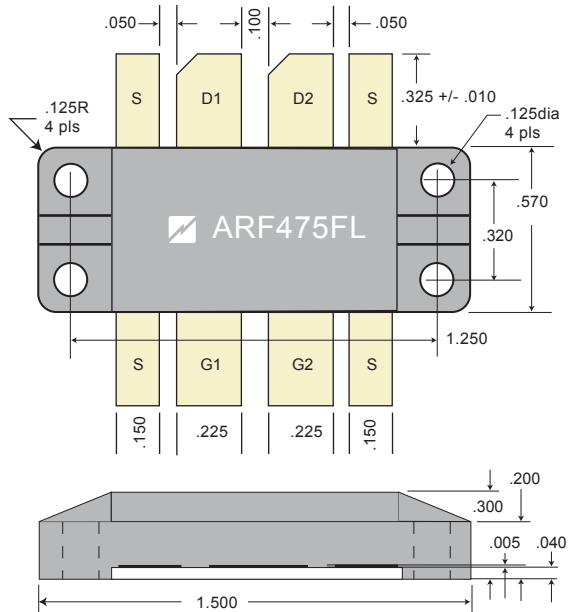 .050
.100
.050
S
D1
D2
S
.325 +/- .010
.125R
4 pls
.125dia
4 pls
ARF475FL
.570
.320
1.250
S
G1
G2
S
.150
.225
.225
.150
.200
.300
.005
.040
1.500